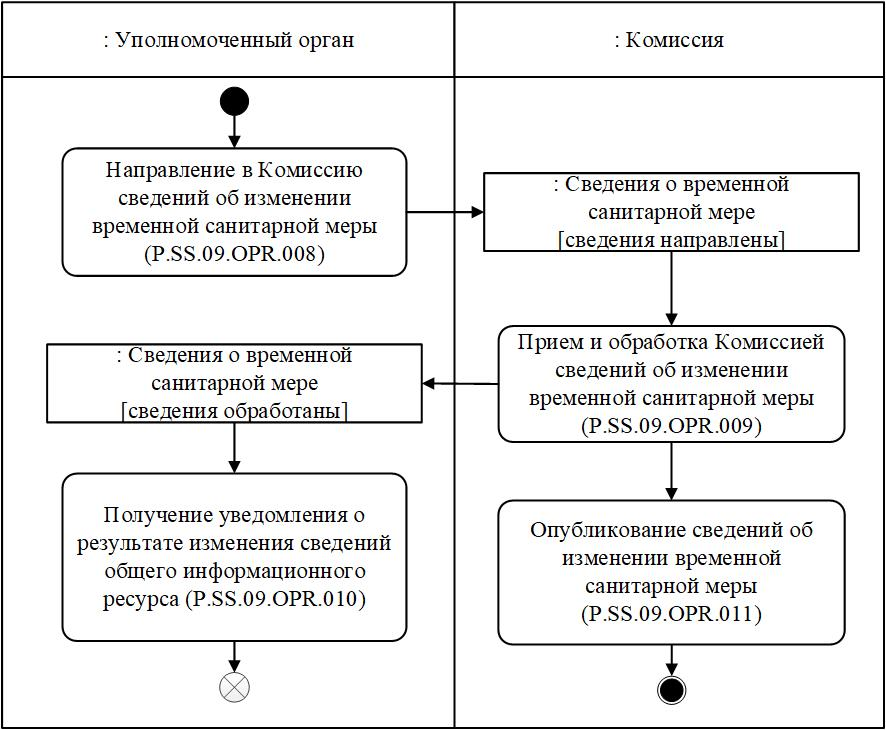 : Уполномоченный орган
: Комиссия
Направление в Комиссию
сведений об изменении
временной санитарной меры
(P.SS.09.OPR.008)
: Сведения о временной
санитарной мере
[сведения направлены]
: Сведения о временной
санитарной мере
[сведения обработаны]
Прием и обработка Комиссией
сведений об изменении
временной санитарной меры
(P.SS.09.OPR.009)
Получение уведомления о
результате изменения сведений
общего информационного
ресурса (P.SS.09.OPR.010)
Опубликование сведений об
изменении временной
санитарной меры
(P.SS.09.OPR.011)